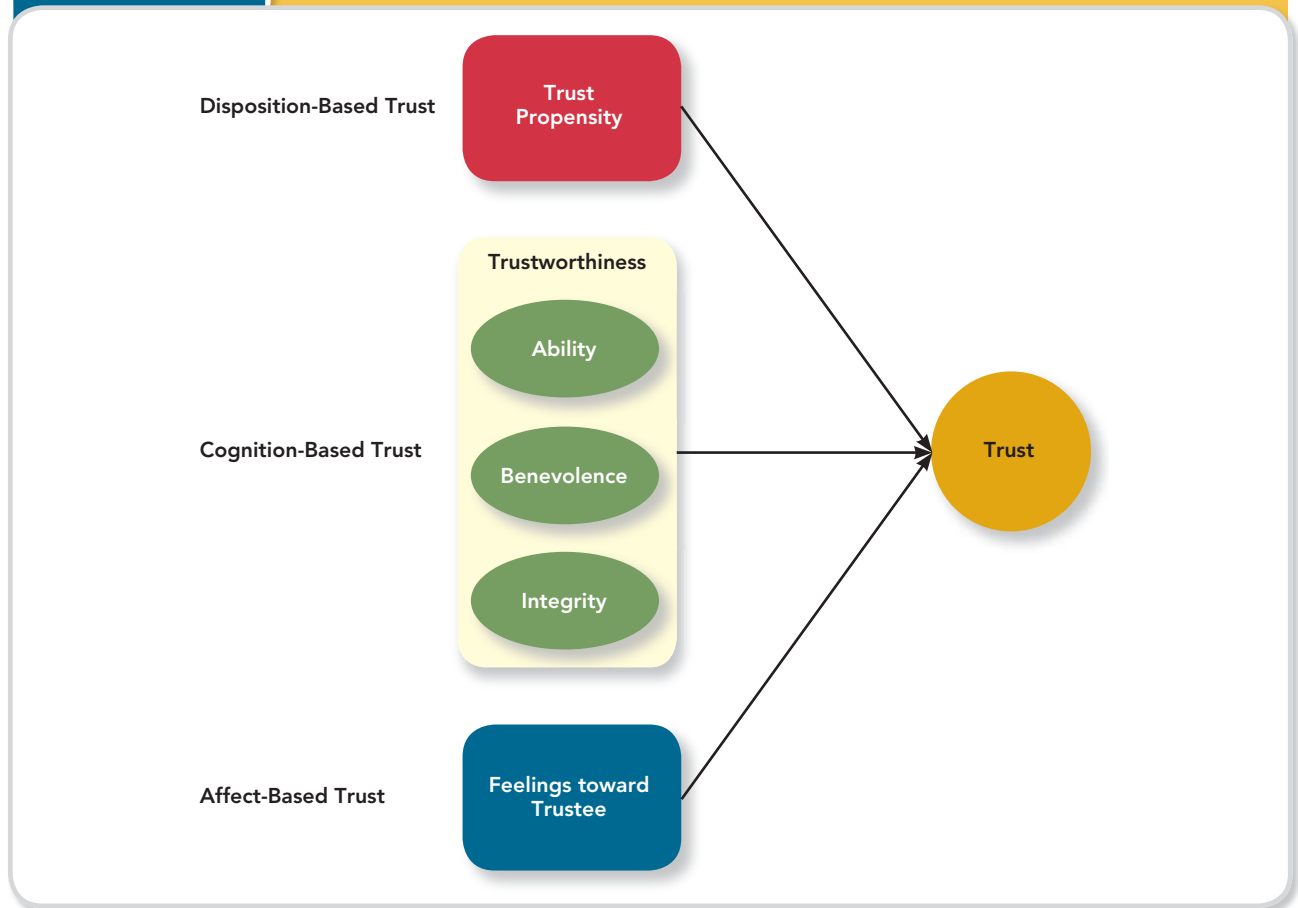 Disposition-Based Trust
Trust
Propensity
Trustworthiness
Ability
Cognition-Based Trust
Benevolence
Integrity
Trust
Affect-Based Trust
Feelings toward
Trustee